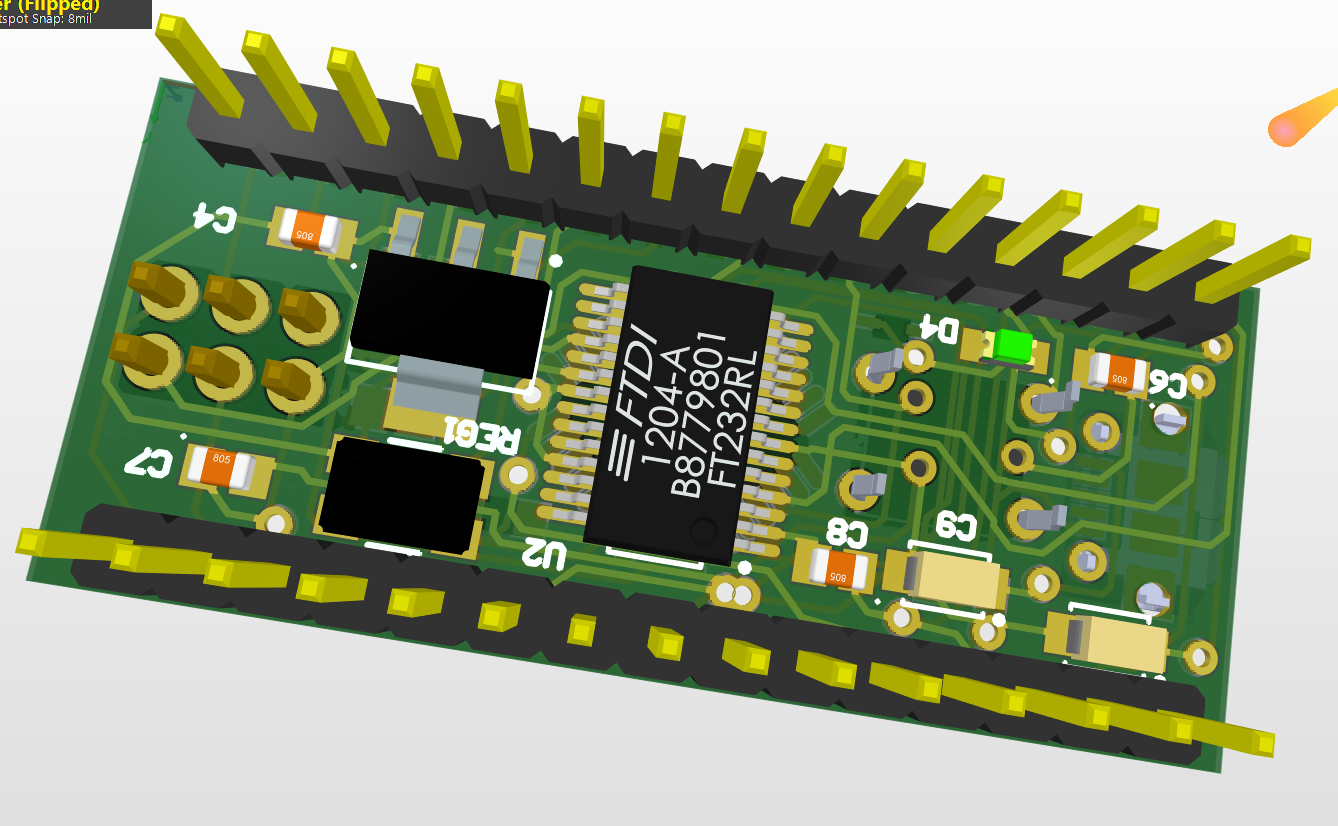 er (Flipped)
tspot Snap: 8mil
C4
805
D4
805
C6
FTDI
1204-A
B8779801
FT232RL
REG1
C7
805
U2
C8
C9
805